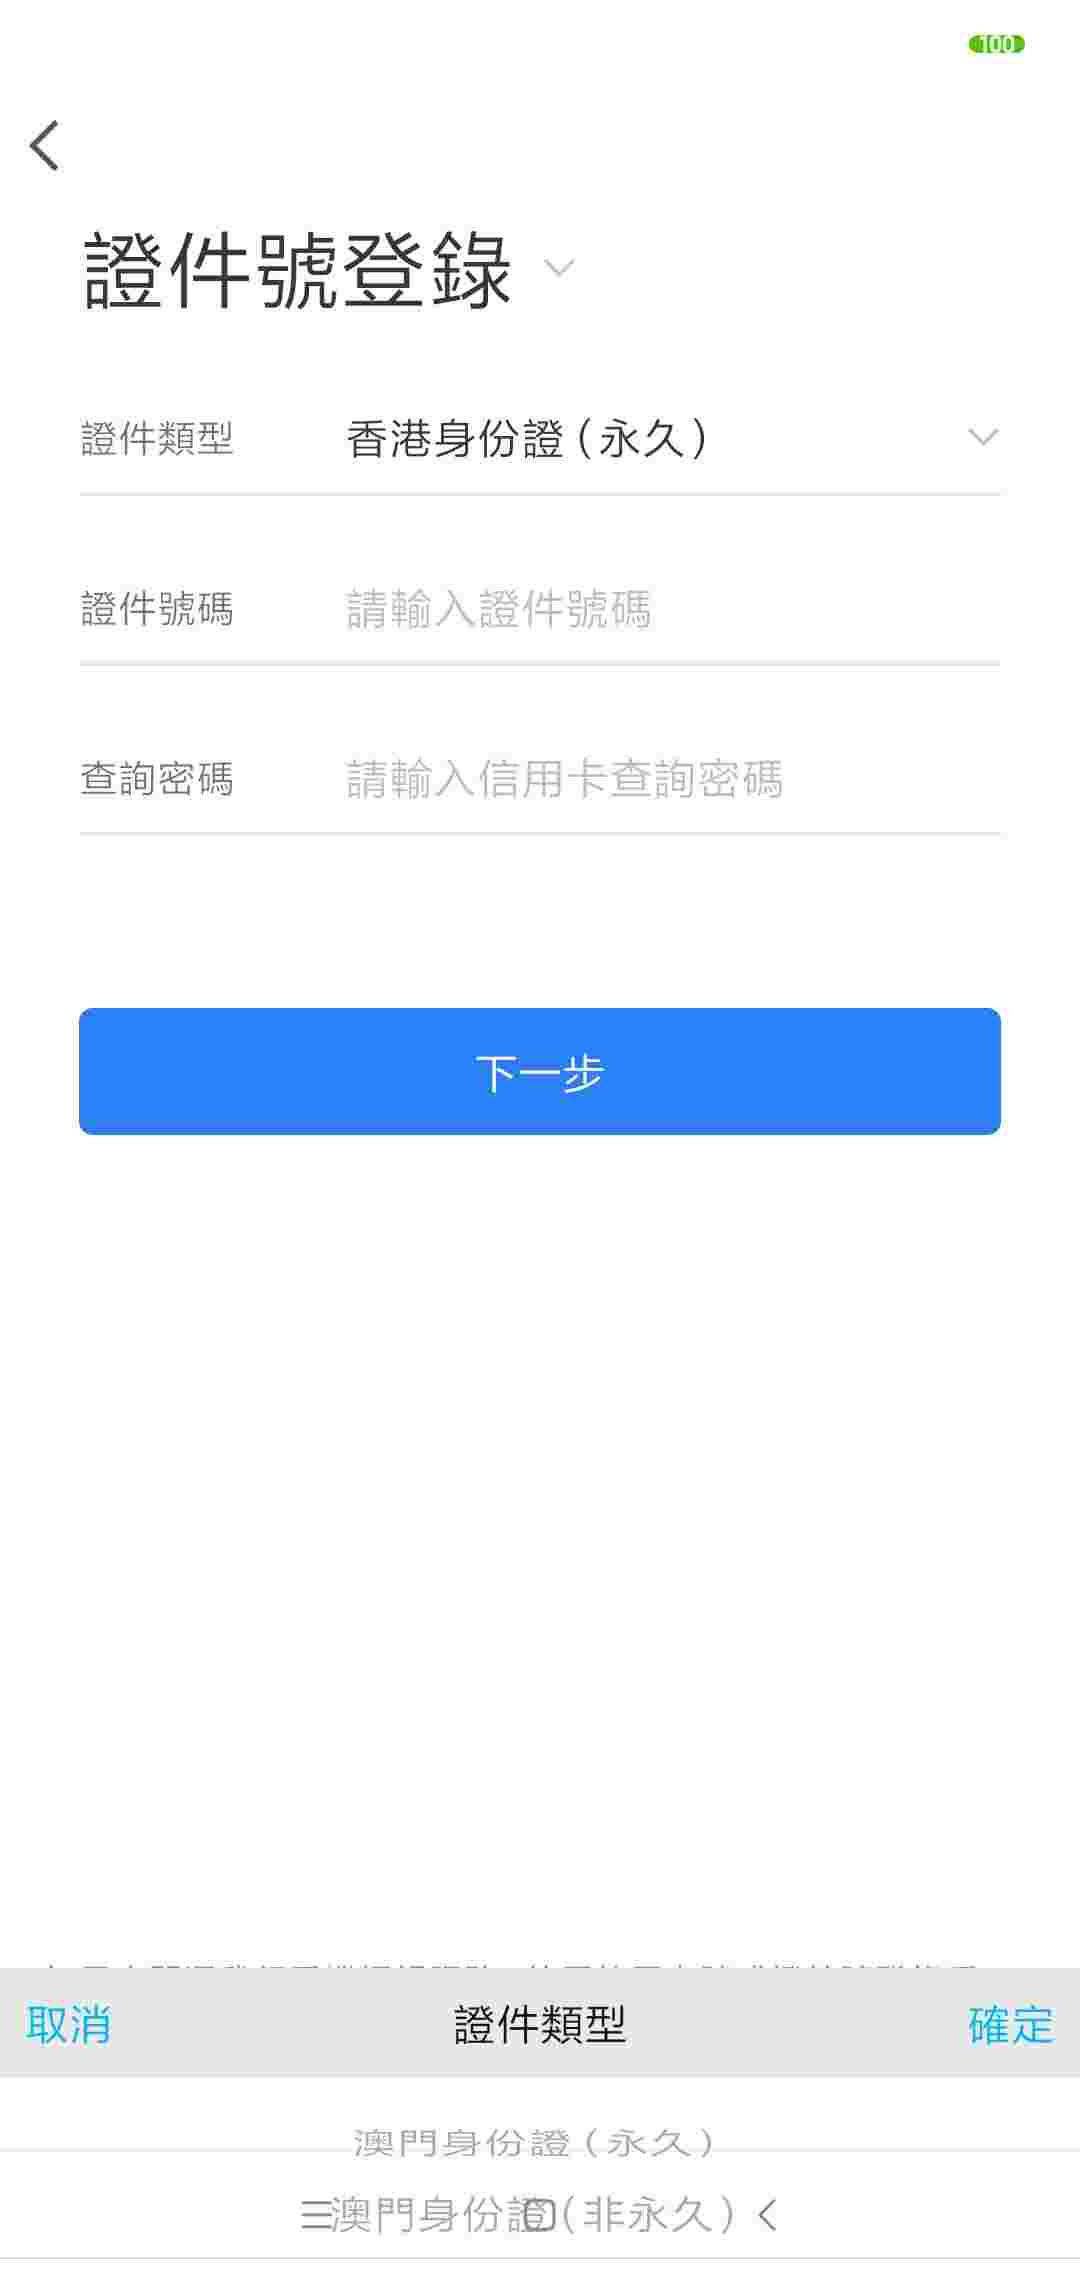 100
證件號登錄
證件類型 香港身份證（永久）
證件號碼 請輸入證件號碼
查詢密碼 請輸入信用卡查詢密碼
下一步
取消 證件類型 確定
澳門身份證（永久）
澳門身份證（非永久）